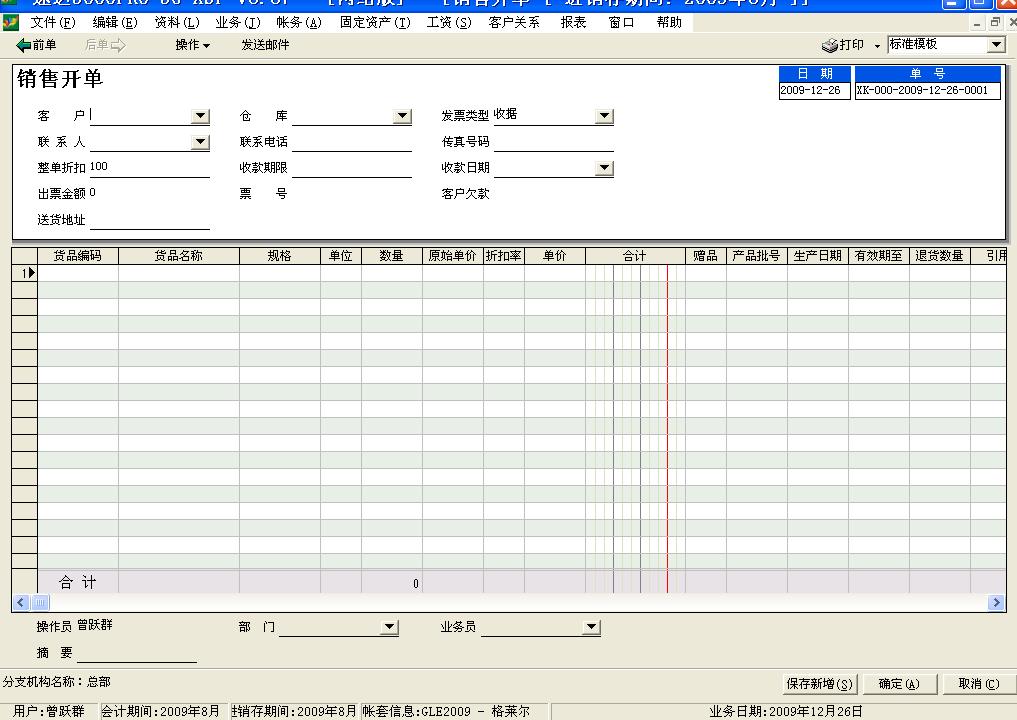 文件(F) 编辑(E) 资料(L) 业务(I) 帐务(A) 固定资产(T) 工资(S) 客户关系 报表 窗口 帮助
前单 后单 操作 发送邮件 打印 标准模板
销售开单
日 期 单 号
2009-12-26 XK-000-2009-12-26-0001
客 户 仓 库 发票类型 收据
联 系 人 联系电话 传真号码
整单折扣 100 收款期限 收款日期
出票金额 0 票 号 客户欠款
送货地址
货品编码 货品名称 规格 单位 数量 原始单价 折扣率 单价 合计 赠品 产品批号 生产日期 有效期至 退货数量 引用
1
合 计 0
操作员 曾跃群 部 门 业务员
摘 要
分支机构名称：总部 保存新增(S) 确定(A) 取消(C)
用户:曾跃群 会计期间:2009年8月 进销存期间:2009年8月 帐套信息:GLE2009 - 格莱尔 业务日期:2009年12月26日